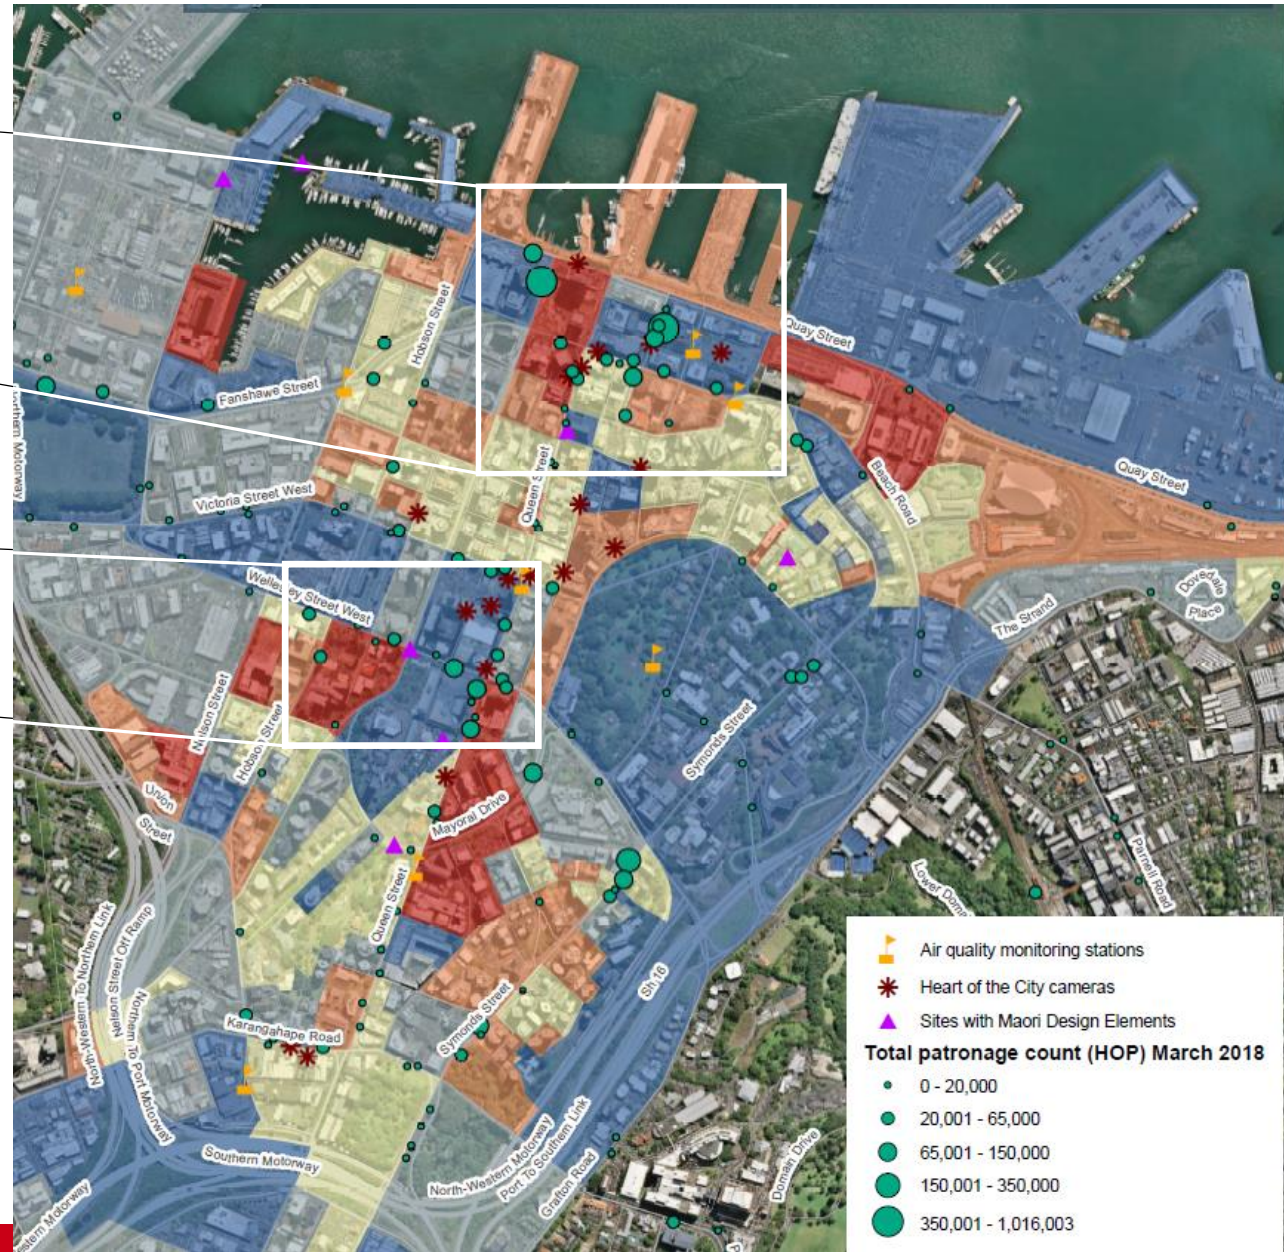 Quay Street
Hobson Street
Fanshawe Street
Northern Motorway
Queen Street
Beach Road
Quay Street
Victoria Street West
Wellesley Street West
Dovedale
Place
The Strand
Nelson Street
Hobson Street
Symonds Street
Union
Street
Mayoral Drive
Parnell Road
Lower Doma
Queen Street
North-Western To Northern Link
Nelson Street Off Ramp
Northern To Port Motorway
Sh 16
Karangahape Road
Symonds Street
Southern Motorway
North-Western Motorway
Port To Southern Link
Grafton Road
Domain Drive
stern Motorway
P
Air quality monitoring stations
Heart of the City cameras
Sites with Maori Design Elements
Total patronage count (HOP) March 2018
0 - 20,000
20,001 - 65,000
65,001 - 150,000
150,001 - 350,000
350,001 - 1,016,003